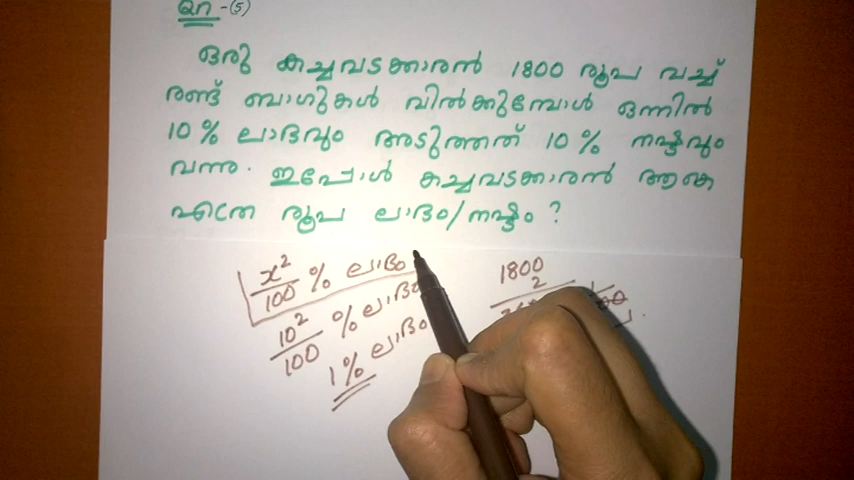 Qn - (5)
ഒരു കച്ചവടക്കാരൻ 1800 രൂപ വച്ച്
രണ്ട് ബാഗുകൾ വിൽക്കുമ്പോൾ ഒന്നിൽ
10% ലാഭവും അടുത്തത് 10% നഷ്ടവും
വന്നു. ഇപ്പോൾ കച്ചവടക്കാരൻ ആകെ
എത്ര രൂപ ലാഭം/നഷ്ടം ?
x²/100 % ലാഭം
10²/100 % ലാഭം
1% ലാഭം
1800
2